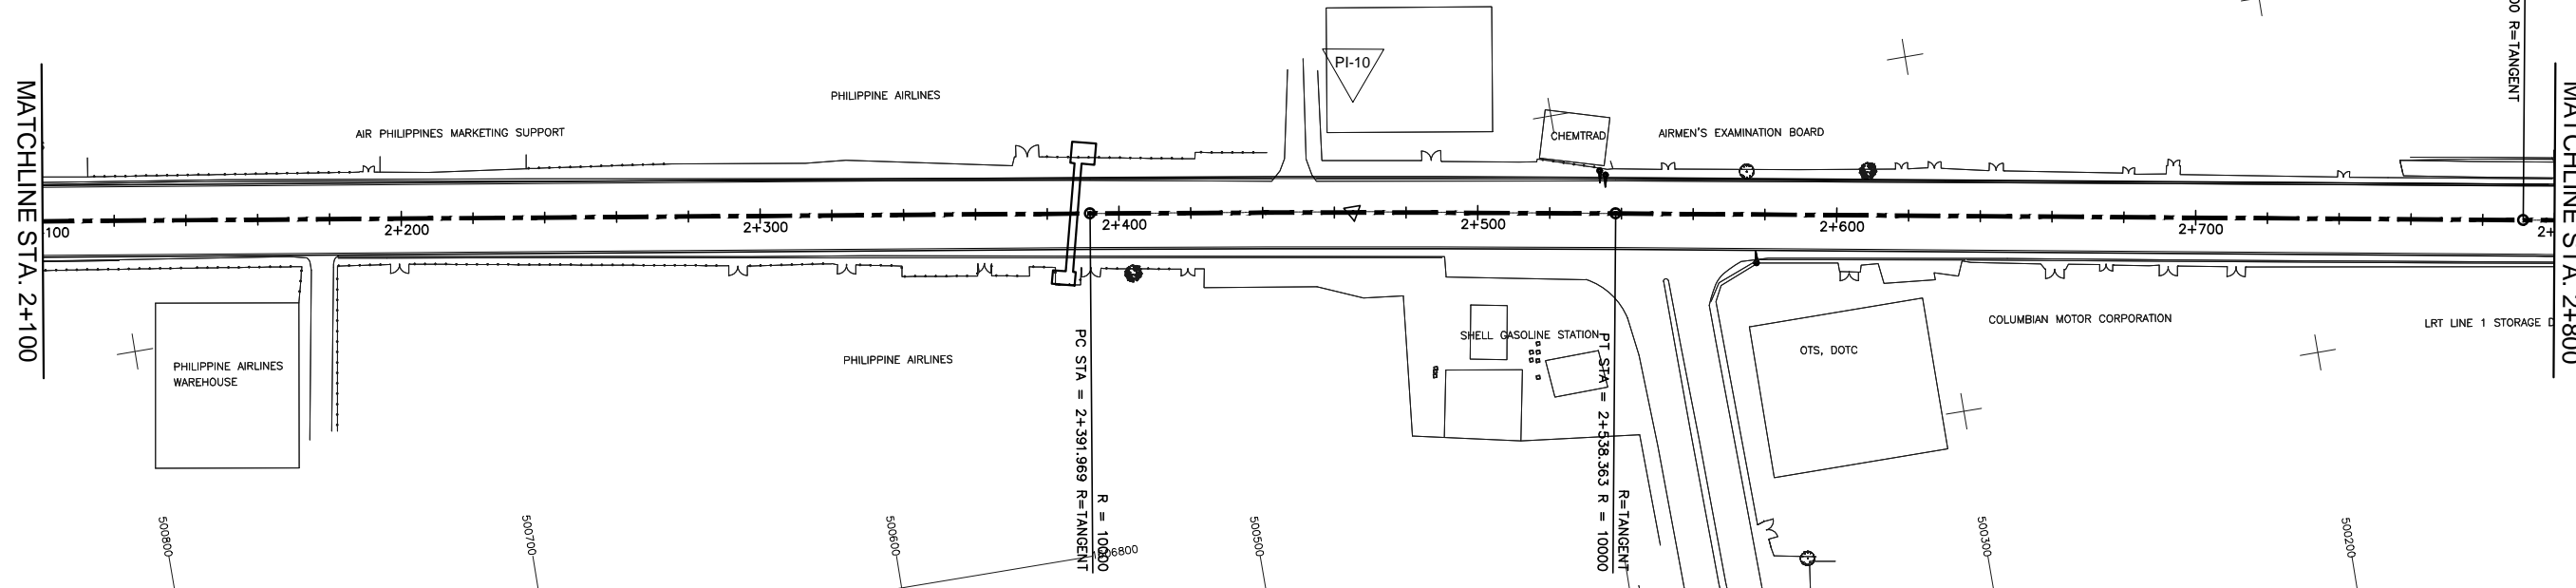 MATCHLINE STA. 2+100
PHILIPPINE AIRLINES
AIR PHILIPPINES MARKETING SUPPORT
PI-10
CHEMTRAD
AIRMEN'S EXAMINATION BOARD
00 R=TANGENT
MATCHLINE STA. 2+800
100
2+200
2+300
2+400
2+500
2+600
2+700
2+
PHILIPPINE AIRLINES
WAREHOUSE
PHILIPPINE AIRLINES
PC STA = 2+391.969 R=TANGENT
R = 10000
SHELL GASOLINE STATION
PT STA = 2+538.363 R = 10000
R=TANGENT
OTS, DOTC
COLUMBIAN MOTOR CORPORATION
LRT LINE 1 STORAGE D
500800
500700
500600
500500
500300
500200